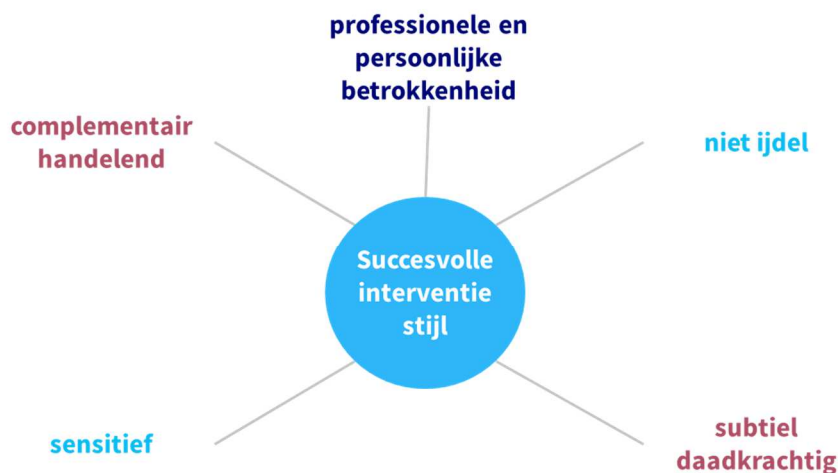 professionele en
persoonlijke
betrokkenheid
complementair
handelend
niet ijdel
Succesvolle
interventie
stijl
sensitief
subtiel
daadkrachtig